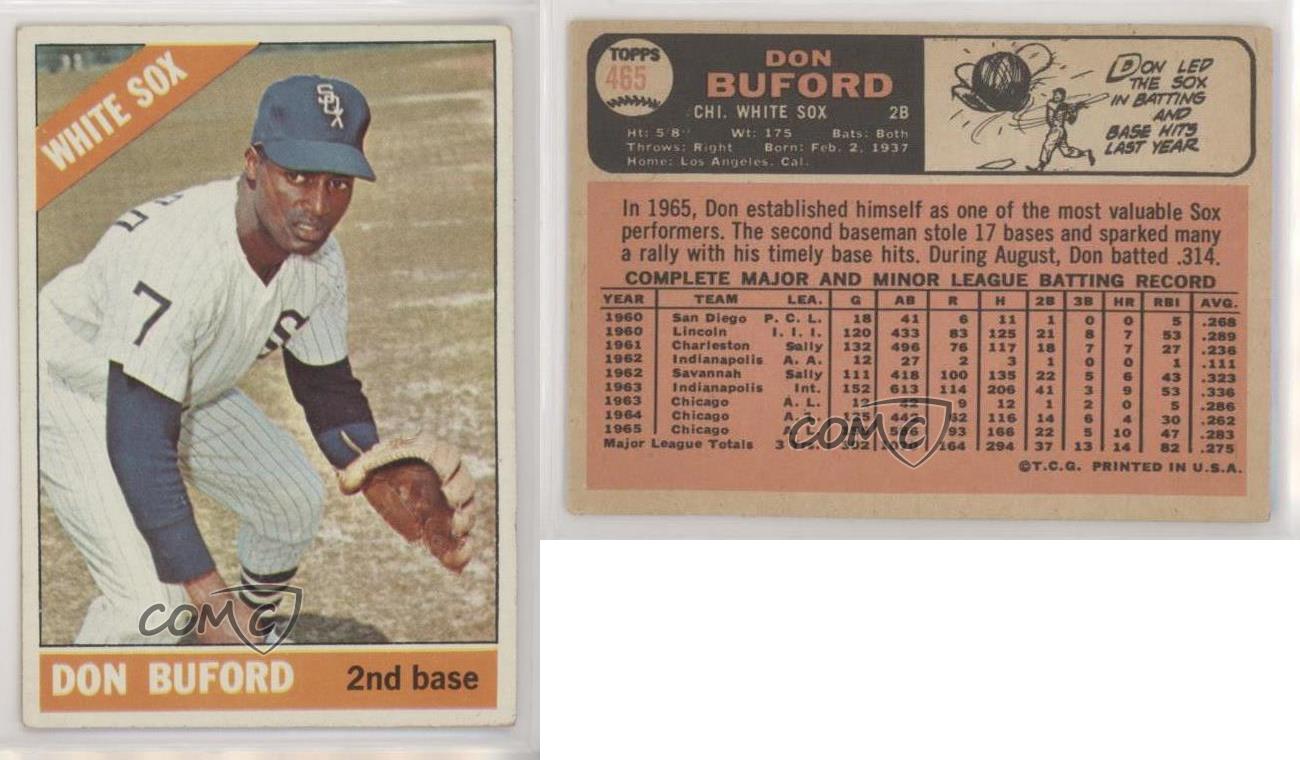 WHITE SOX
SOX
7
S
COMC
DON BUFORD 2nd base
TOPPS
465
DON
BUFORD
CHI. WHITE SOX 2B
Ht: 5'8" Wt: 175 Bats: Both
Throws: Right Born: Feb. 2, 1937
Home: Los Angeles, Cal.
DON LED
THE SOX
IN BATTING
AND
BASE HITS
LAST YEAR
In 1965, Don established himself as one of the most valuable Sox
performers. The second baseman stole 17 bases and sparked many
a rally with his timely base hits. During August, Don batted .314.
COMPLETE MAJOR AND MINOR LEAGUE BATTING RECORD
YEAR TEAM LEA. G AB R H 2B 3B HR RBI AVG.
1960 San Diego P. C. L. 18 41 6 11 1 0 0 5 .268
1960 Lincoln I. I. I. 120 433 83 125 21 8 7 53 .289
1961 Charleston Sally 132 496 76 117 18 7 7 27 .236
1962 Indianapolis A. A. 12 27 2 3 1 0 0 1 .111
1962 Savannah Sally 111 418 100 135 22 5 6 43 .323
1963 Indianapolis Int. 152 613 114 206 41 3 9 53 .336
1963 Chicago A. L. 12 42 9 12 1 2 0 5 .286
1964 Chicago 135 442 62 116 14 6 4 30 .262
1965 Chicago 93 166 22 5 10 47 .283
Major League Totals 3 302 164 294 37 13 14 82 .275
COMC
©T.C.G. PRINTED IN U.S.A.